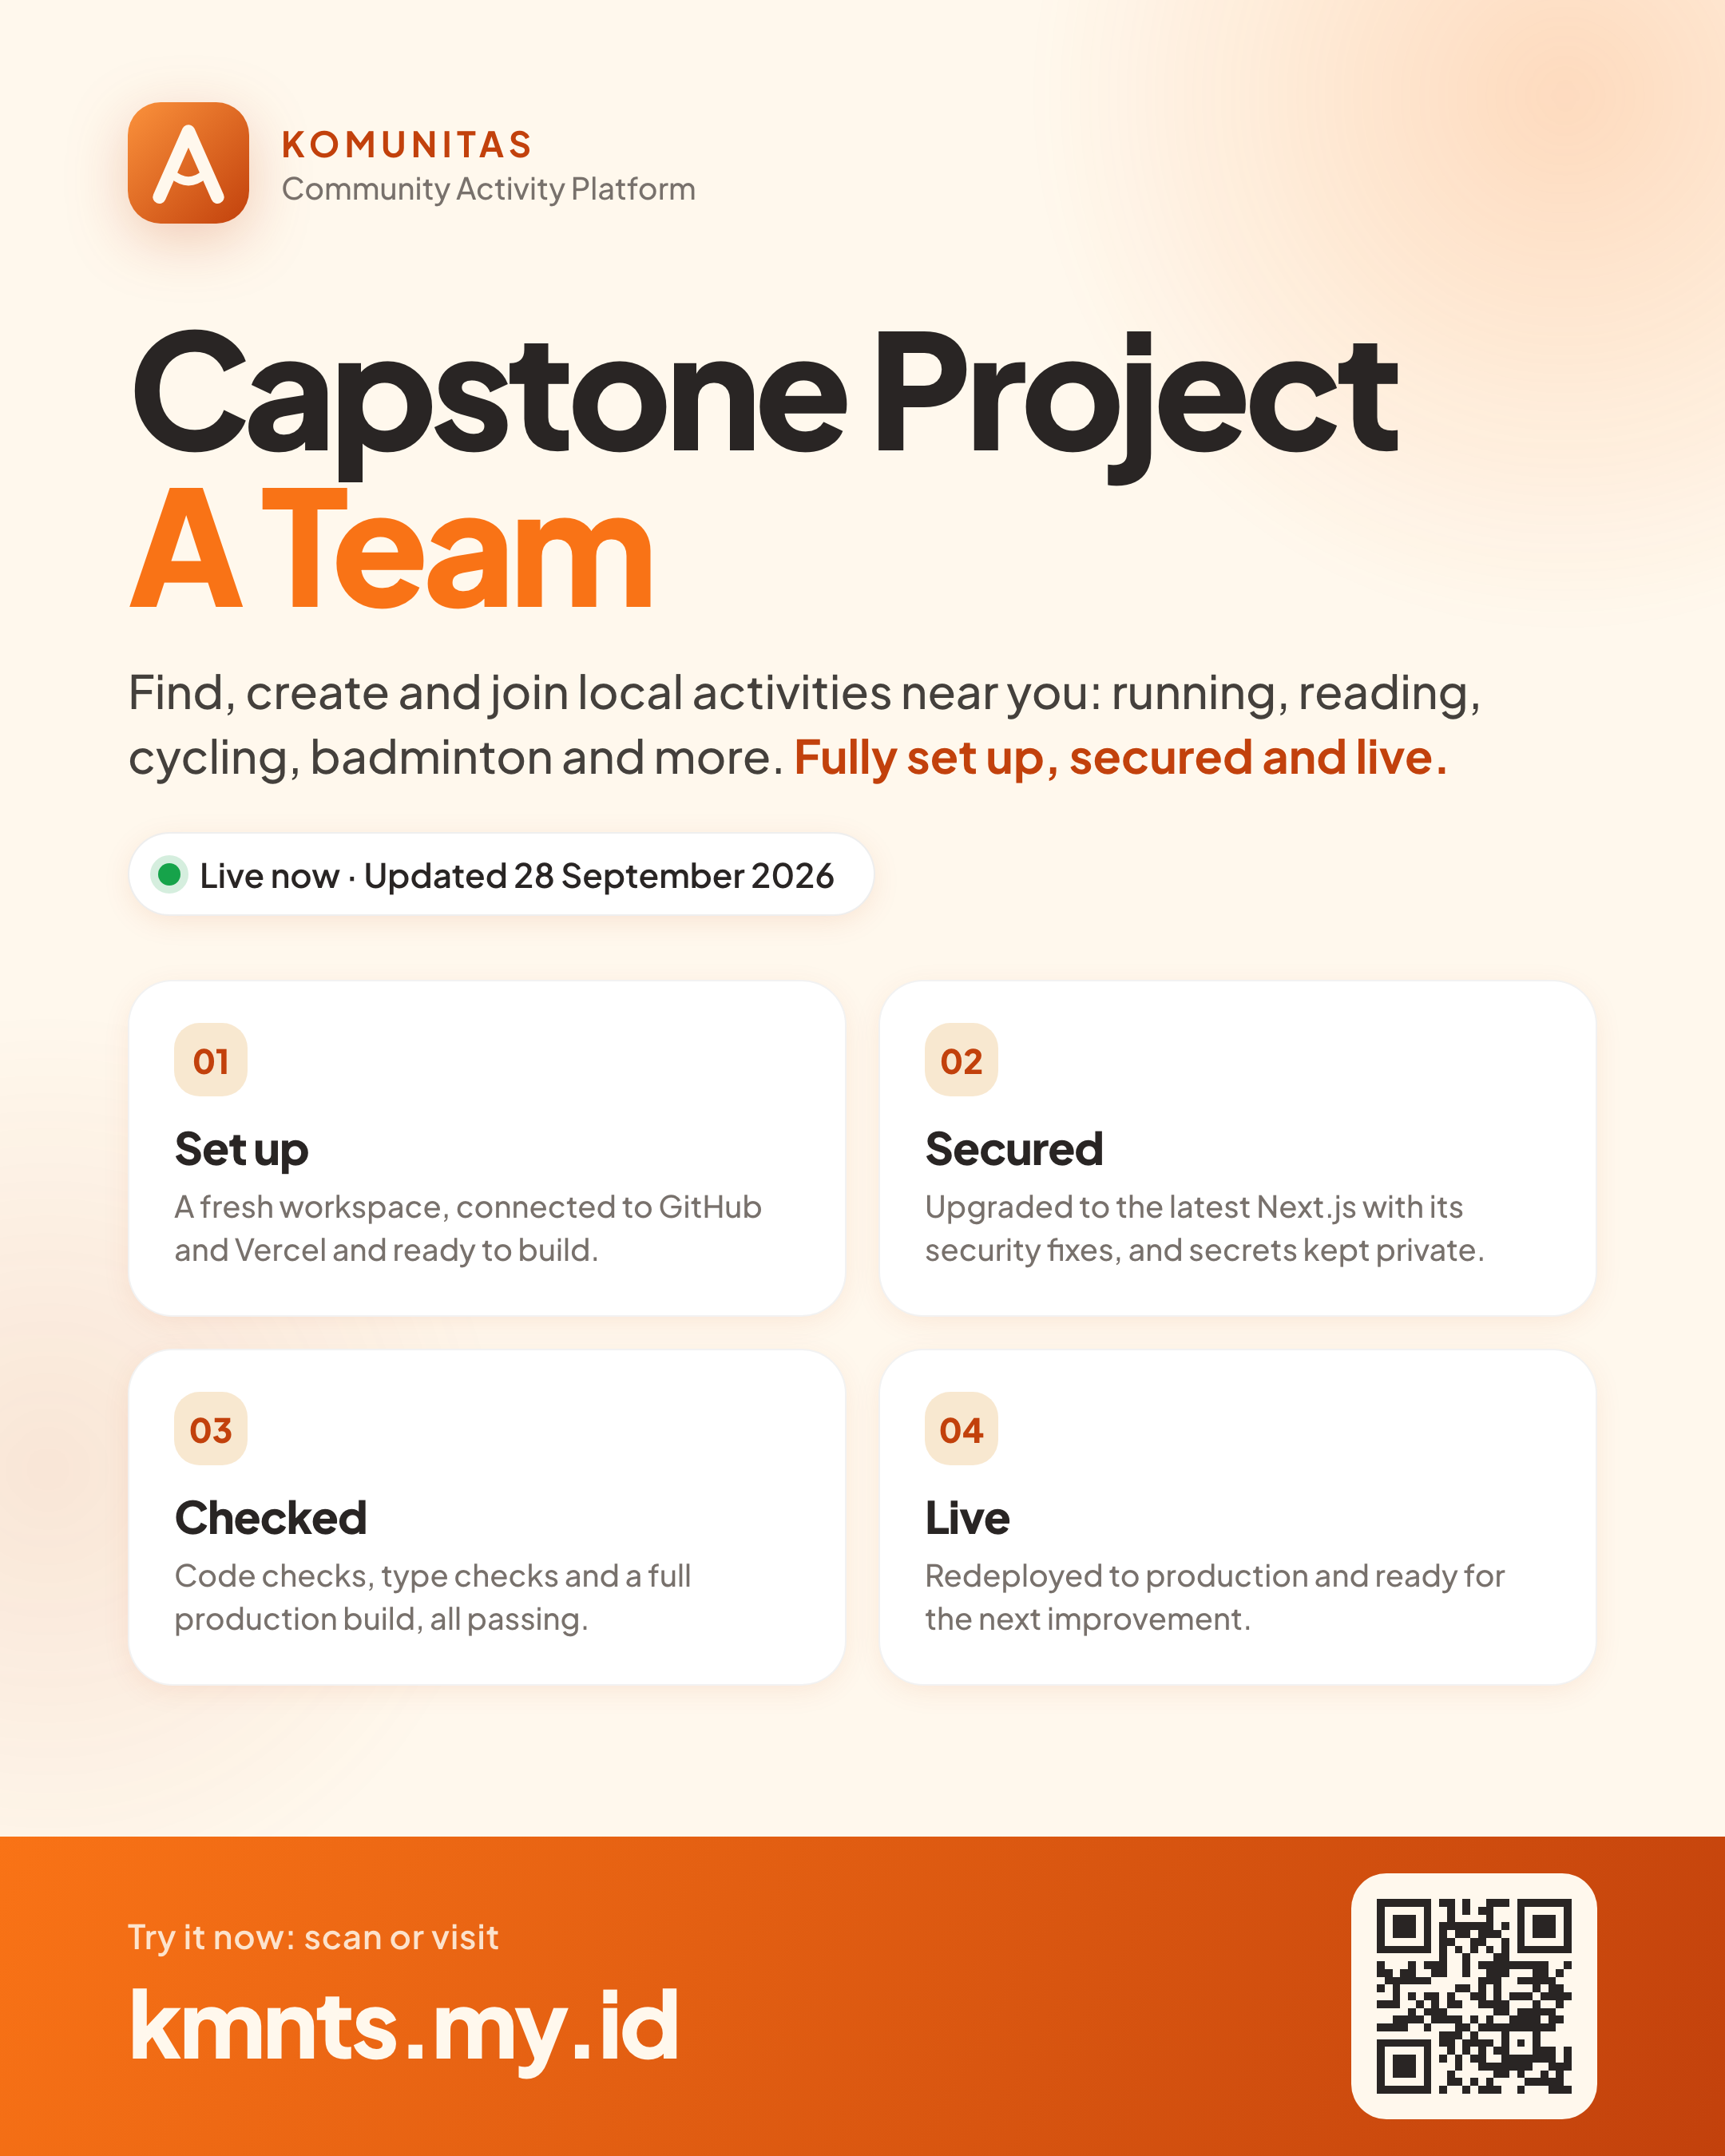 A
KOMUNITAS
Community Activity Platform
Capstone Project
A Team
Find, create and join local activities near you: running, reading,
cycling, badminton and more. Fully set up, secured and live.
Live now · Updated 28 September 2026
01
Set up
A fresh workspace, connected to GitHub
and Vercel and ready to build.
02
Secured
Upgraded to the latest Next.js with its
security fixes, and secrets kept private.
03
Checked
Code checks, type checks and a full
production build, all passing.
04
Live
Redeployed to production and ready for
the next improvement.
Try it now: scan or visit
kmnts.my.id